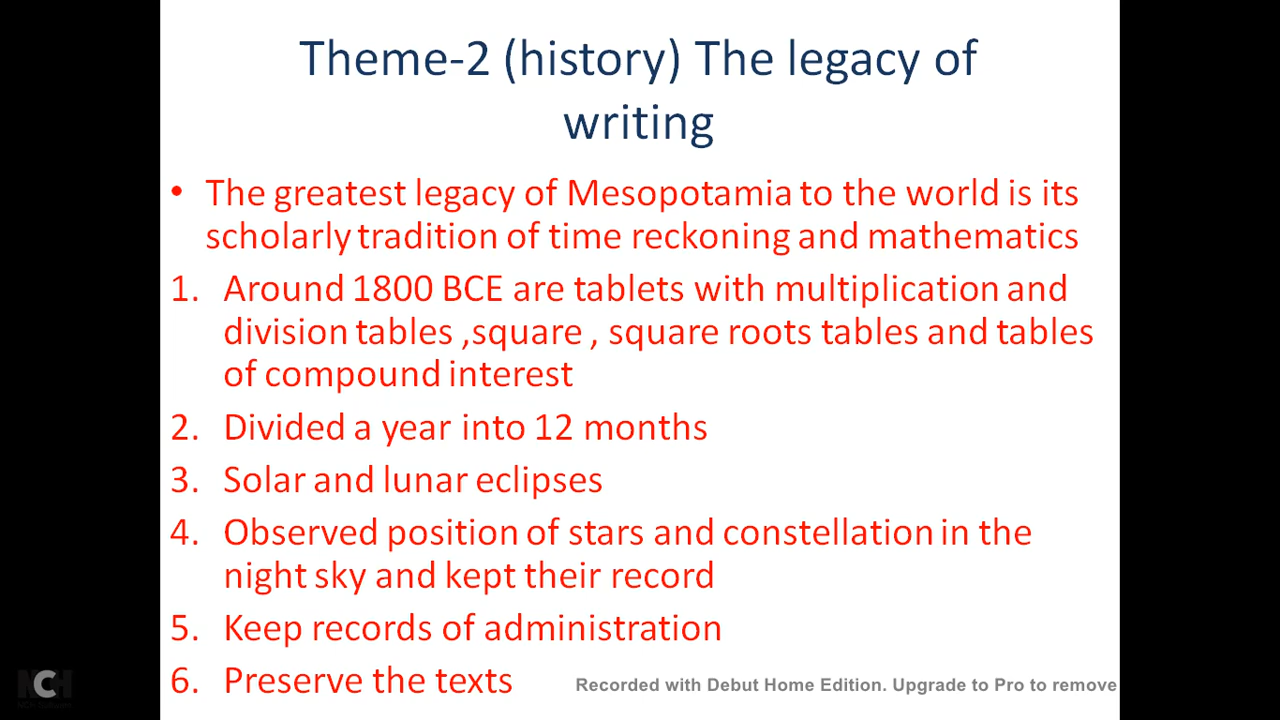 Theme-2 (history) The legacy of
writing
• The greatest legacy of Mesopotamia to the world is its
scholarly tradition of time reckoning and mathematics
1. Around 1800 BCE are tablets with multiplication and
division tables ,square , square roots tables and tables
of compound interest
2. Divided a year into 12 months
3. Solar and lunar eclipses
4. Observed position of stars and constellation in the
night sky and kept their record
5. Keep records of administration
6. Preserve the texts
Recorded with Debut Home Edition. Upgrade to Pro to remove
NCH
NCH Software